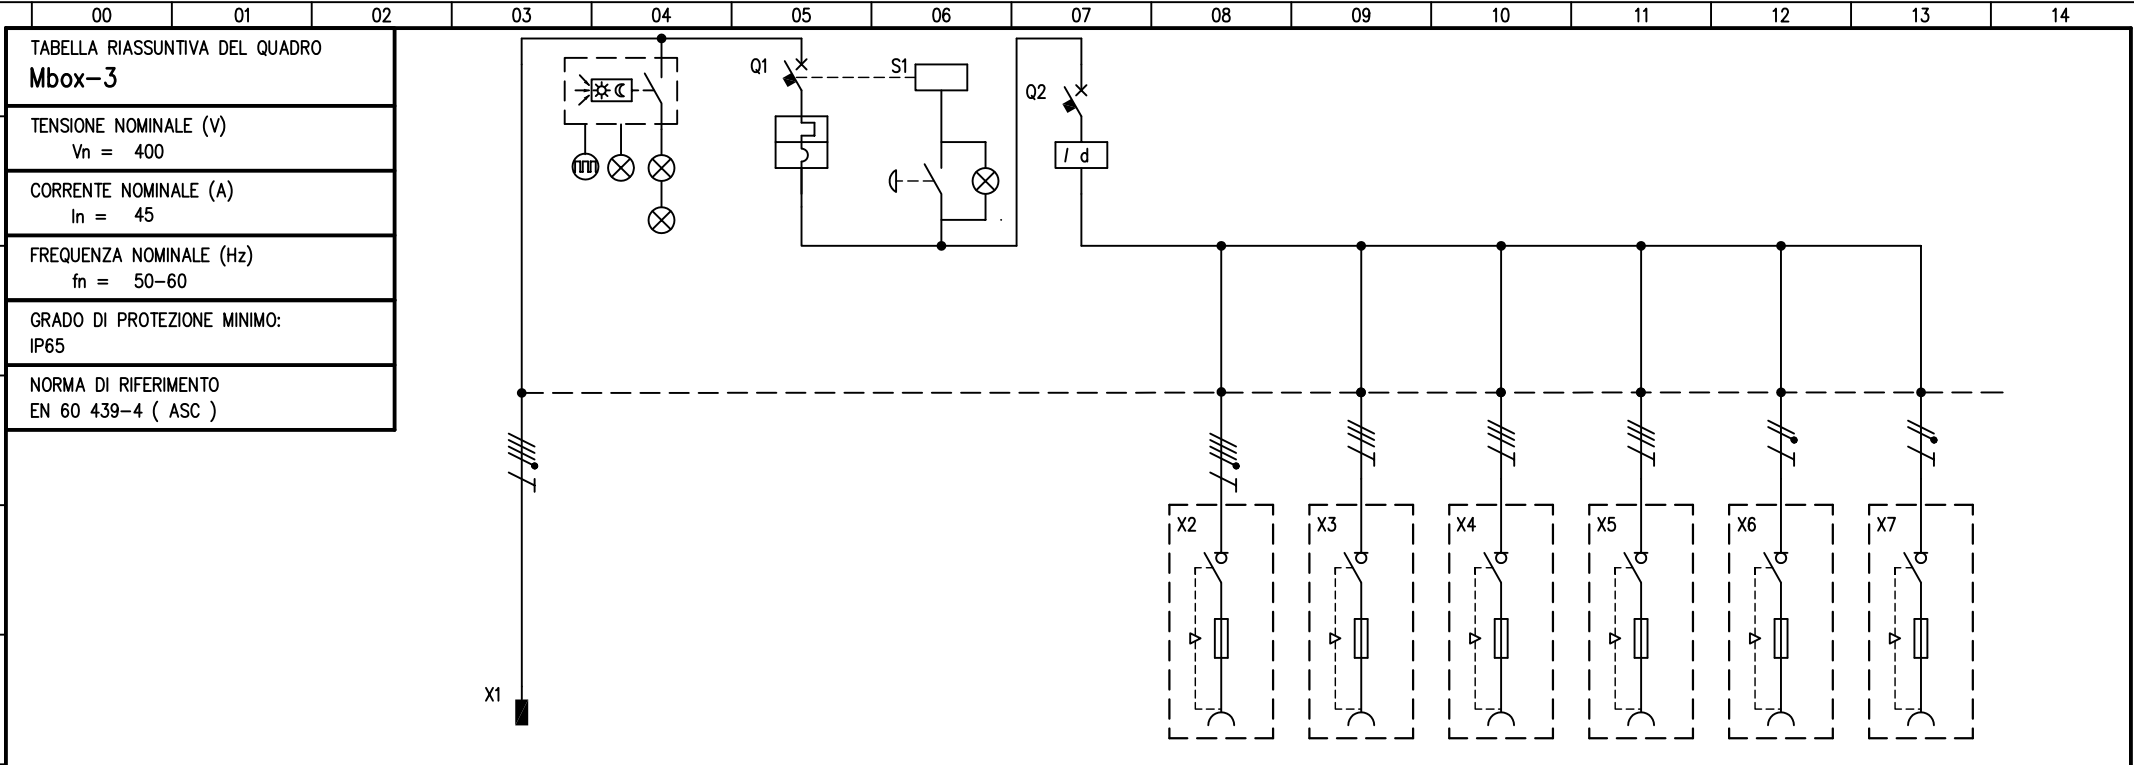 00 01 02 03 04 05 06 07 08 09 10 11 12 13 14
TABELLA RIASSUNTIVA DEL QUADRO
Mbox-3
TENSIONE NOMINALE (V)
Vn = 400
CORRENTE NOMINALE (A)
In = 45
FREQUENZA NOMINALE (Hz)
fn = 50-60
GRADO DI PROTEZIONE MINIMO:
IP65
NORMA DI RIFERIMENTO
EN 60 439-4 ( ASC )
Q1 S1
Q2
I d
X2 X3 X4 X5 X6 X7
X1